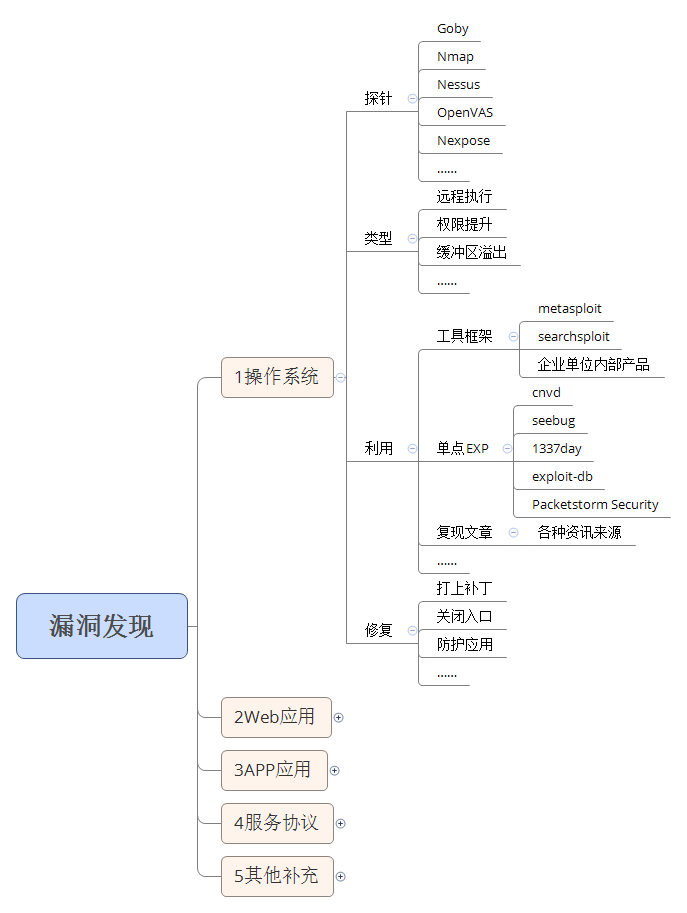 漏洞发现
1操作系统
探针
Goby
Nmap
Nessus
OpenVAS
Nexpose
......
类型
远程执行
权限提升
缓冲区溢出
......
利用
工具框架
metasploit
searchsploit
企业单位内部产品
单点EXP
cnvd
seebug
1337day
exploit-db
Packetstorm Security
复现文章
各种资讯来源
......
修复
打上补丁
关闭入口
防护应用
......
2Web应用
3APP应用
4服务协议
5其他补充